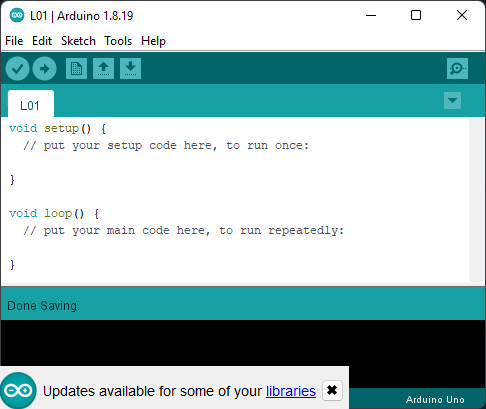 L01 | Arduino 1.8.19
File Edit Sketch Tools Help
L01
void setup() {
  // put your setup code here, to run once:
}
void loop() {
  // put your main code here, to run repeatedly:
}
Done Saving.
Updates available for some of your libraries
Arduino Uno